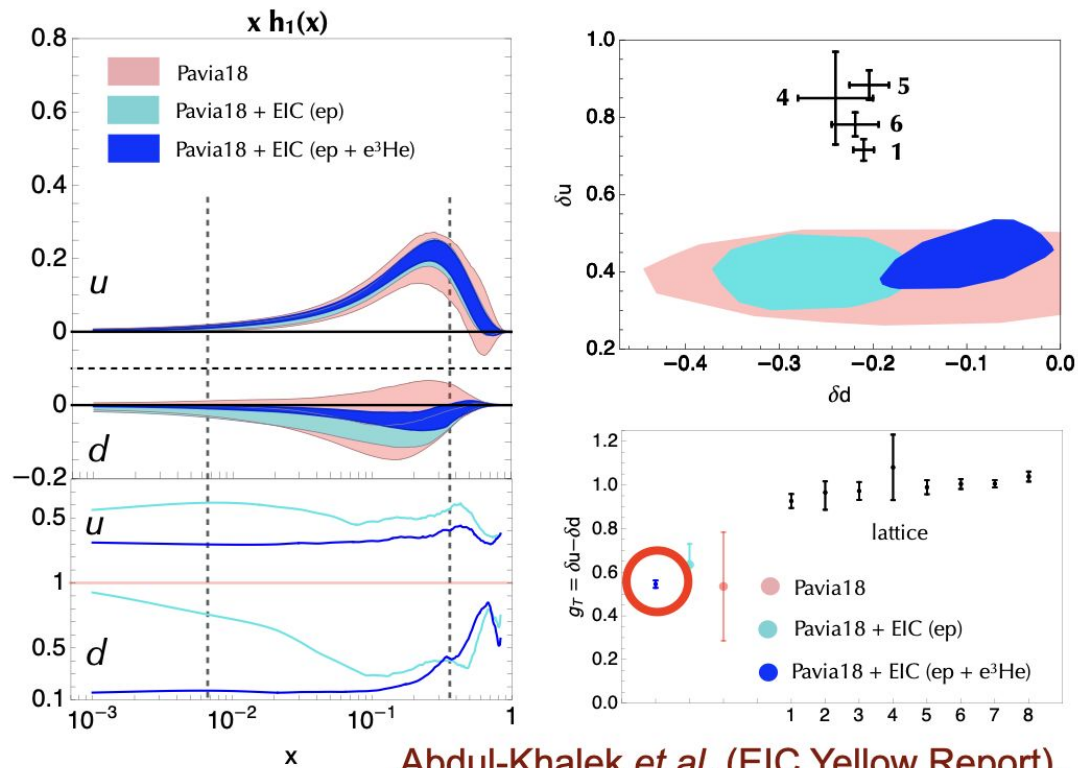 x h₁(x)
0.8
0.6
0.4
0.2
0
0
−0.2
u
d
Pavia18
Pavia18 + EIC (ep)
Pavia18 + EIC (ep + e³He)
0.5
1
0.5
0.1
u
d
10⁻³ 10⁻² 10⁻¹ 1
x
1.0
0.8
0.6
0.4
0.2
δu
4
5
6
1
−0.4 −0.3 −0.2 −0.1 0.0
δd
1.2
1.0
0.8
0.6
0.4
0.2
0.0
g_T = δu−δd
lattice
Pavia18
Pavia18 + EIC (ep)
Pavia18 + EIC (ep + e³He)
1 2 3 4 5 6 7 8
Abdul-Khalek et al. (EIC Yellow Report)